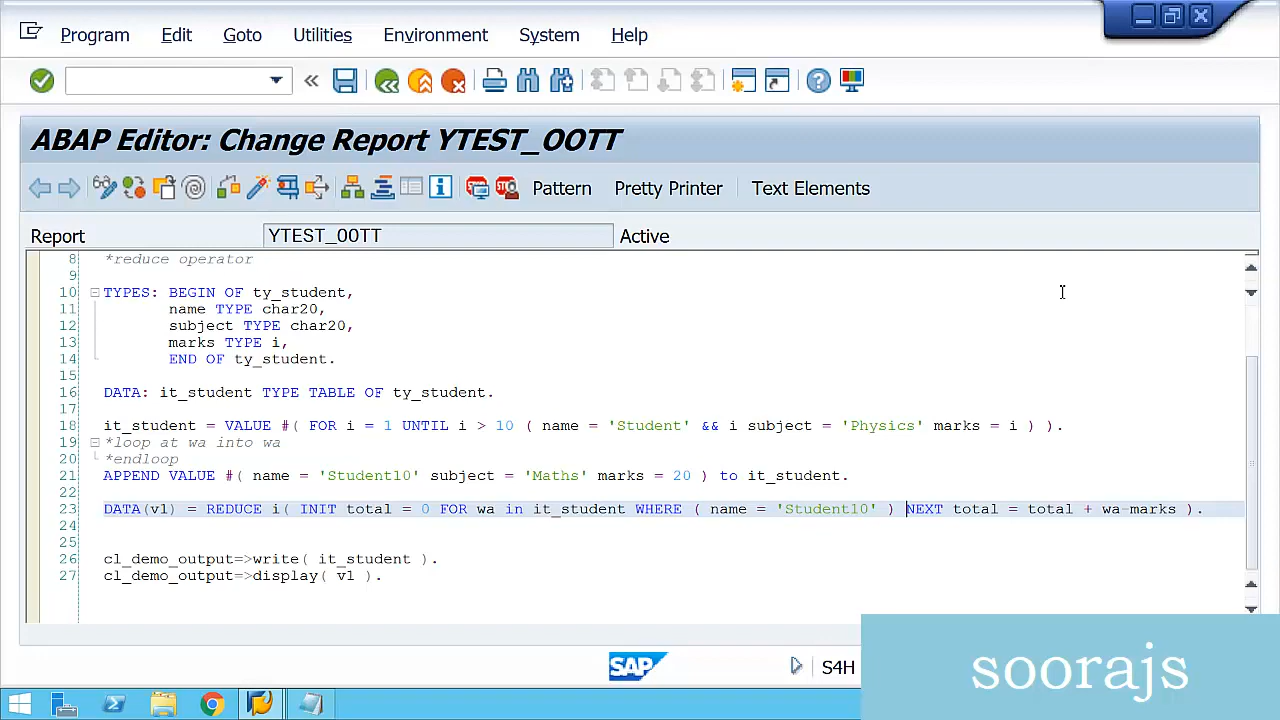 Program Edit Goto Utilities Environment System Help
ABAP Editor: Change Report YTEST_OOTT
Pattern Pretty Printer Text Elements
Report YTEST_OOTT Active
8 *reduce operator
9
10 TYPES: BEGIN OF ty_student,
11 name TYPE char20,
12 subject TYPE char20,
13 marks TYPE i,
14 END OF ty_student.
15
16 DATA: it_student TYPE TABLE OF ty_student.
17
18 it_student = VALUE #( FOR i = 1 UNTIL i > 10 ( name = 'Student' && i subject = 'Physics' marks = i ) ).
19 *loop at wa into wa
20 *endloop
21 APPEND VALUE #( name = 'Student10' subject = 'Maths' marks = 20 ) to it_student.
22
23 DATA(v1) = REDUCE i( INIT total = 0 FOR wa in it_student WHERE ( name = 'Student10' ) NEXT total = total + wa-marks ).
24
25
26 cl_demo_output=>write( it_student ).
27 cl_demo_output=>display( v1 ).
SAP S4H
soorajs